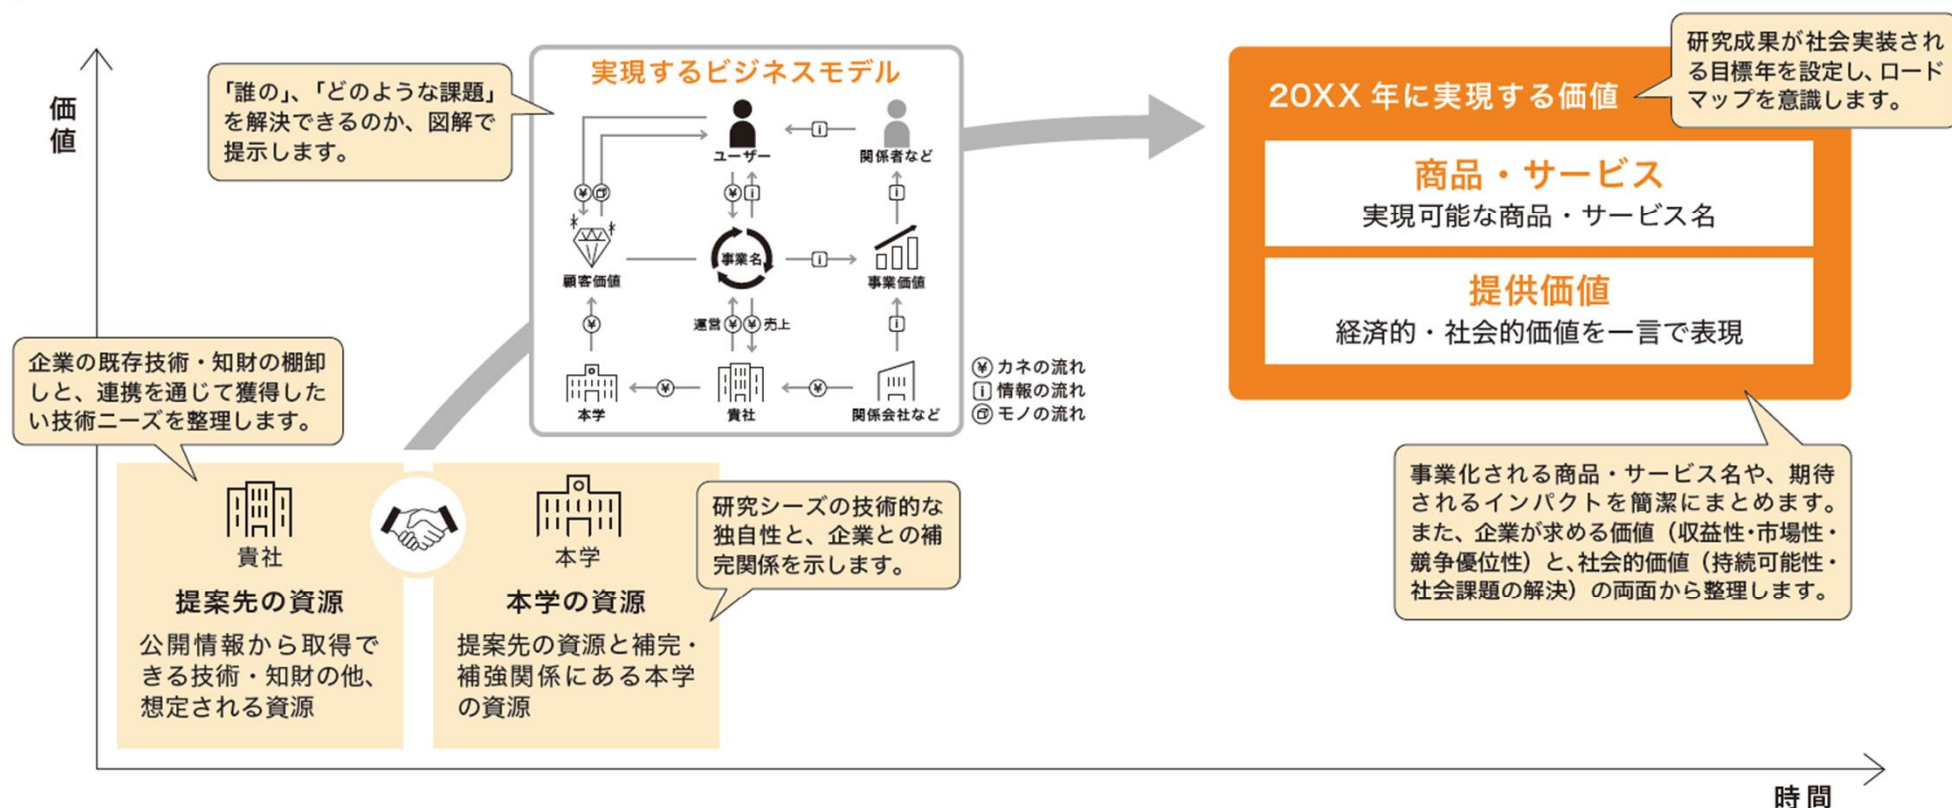 価値
「誰の」、「どのような課題」
を解決できるのか、図解で
提示します。
実現するビジネスモデル
ユーザー
i
関係者など
¥
¥
i
i
顧客価値
事業名
i
事業価値
¥
運営
¥
¥
売上
i
本学
¥
貴社
¥
関係会社など
¥ カネの流れ
i 情報の流れ
モノの流れ
研究成果が社会実装され
る目標年を設定し、ロード
マップを意識します。
20XX 年に実現する価値
商品・サービス
実現可能な商品・サービス名
提供価値
経済的・社会的価値を一言で表現
事業化される商品・サービス名や、期待
されるインパクトを簡潔にまとめます。
また、企業が求める価値（収益性・市場性・
競争優位性）と、社会的価値（持続可能性・
社会課題の解決）の両面から整理します。
企業の既存技術・知財の棚卸
しと、連携を通じて獲得した
い技術ニーズを整理します。
貴社
提案先の資源
公開情報から取得で
きる技術・知財の他、
想定される資源
本学
本学の資源
提案先の資源と補完・
補強関係にある本学
の資源
研究シーズの技術的な
独自性と、企業との補
完関係を示します。
時間